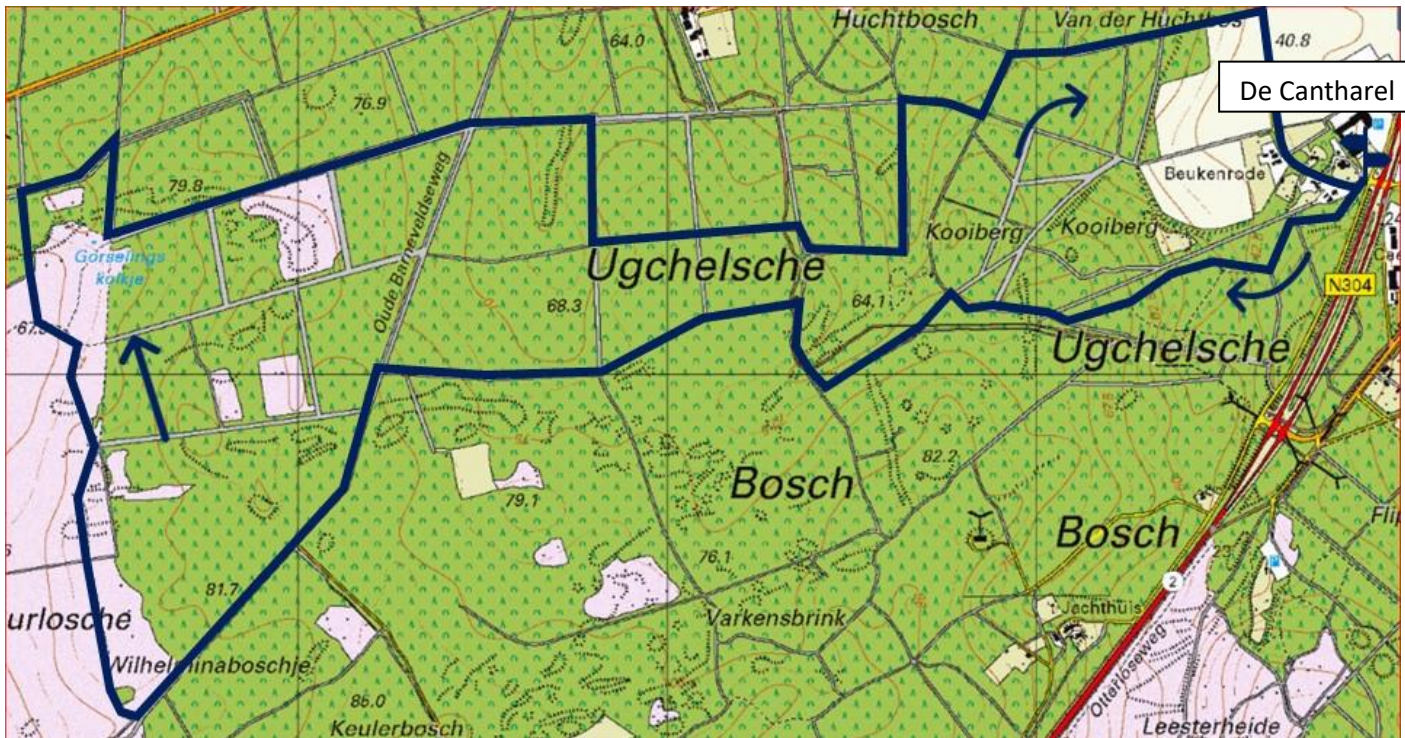 Huchtbosch
Van der Huchtbos
64.0
40.8
De Cantharel
76.9
79.8
Beukenrode
Oude Barneveldseweg
Kooiberg
Kooiberg
Görselings
kolkje
Ugchelsche
64.1
68.3
N304
Ugchelsche
Bosch
82.2
79.1
Bosch
76.1
2
81.7
Jachthuis
Varkensbrink
Otterloseweg
urlosche
Wilhelminaboschje
86.0
Keulerbosch
Leesterheide